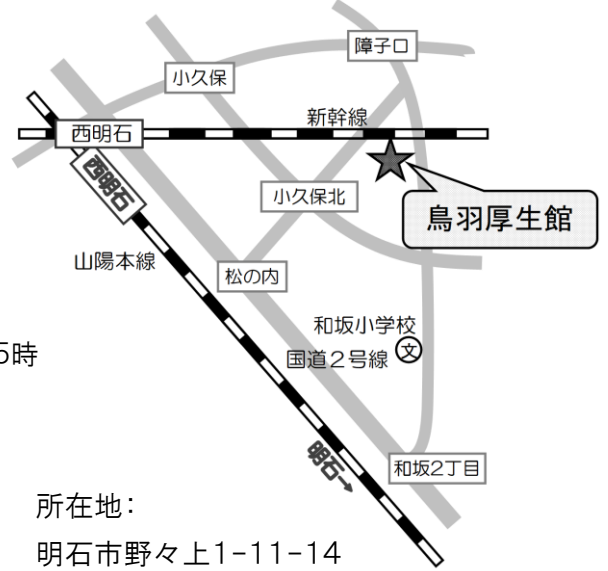 障子口
小久保
新幹線
西明石
西明石
小久保北
鳥羽厚生館
山陽本線
松の内
和坂小学校
文
国道2号線
5時
明石→
和坂2丁目
所在地:
明石市野々上1-11-14